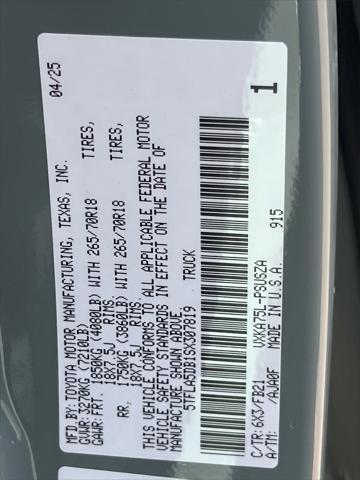 MFD.BY: TOYOTA MOTOR MANUFACTURING, TEXAS, INC. 04/25
GVWR: 3270KG (7210LB)
GAWR: FRT. 1850KG (4080LB) WITH 265/70R18 TIRES,
18X7.5J RIMS,
RR. 1750KG (3860LB) WITH 265/70R18 TIRES,
18X7.5J RIMS,
THIS VEHICLE CONFORMS TO ALL APPLICABLE FEDERAL MOTOR
VEHICLE SAFETY STANDARDS IN EFFECT ON THE DATE OF
MANUFACTURE SHOWN ABOVE.
5TFLA5DB1SX307819 TRUCK
C/TR: 6X3/FB21 VXKA75L-PSUSZA
A/TM: /AJA0F MADE IN U.S.A. 915
1